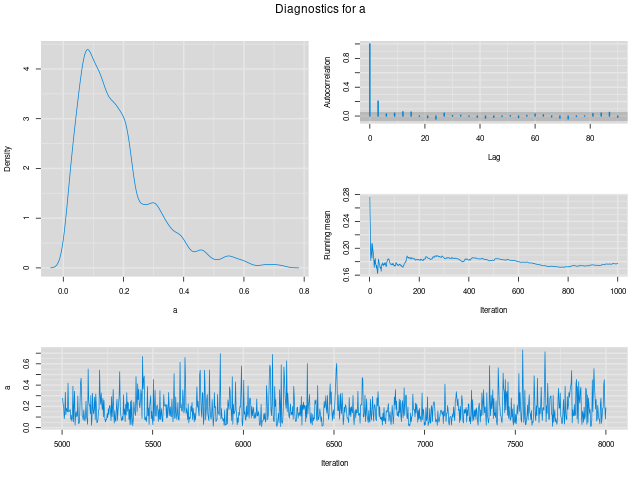 Diagnostics for a
Density
0 1 2 3 4
0.0 0.2 0.4 0.6 0.8
a
Autocorrelation
0.0 0.4 0.8
0 20 40 60 80
Lag
Running mean
0.16 0.20 0.24 0.28
0 200 400 600 800 1000
Iteration
a
0.0 0.2 0.4 0.6
5000 5500 6000 6500 7000 7500 8000
Iteration